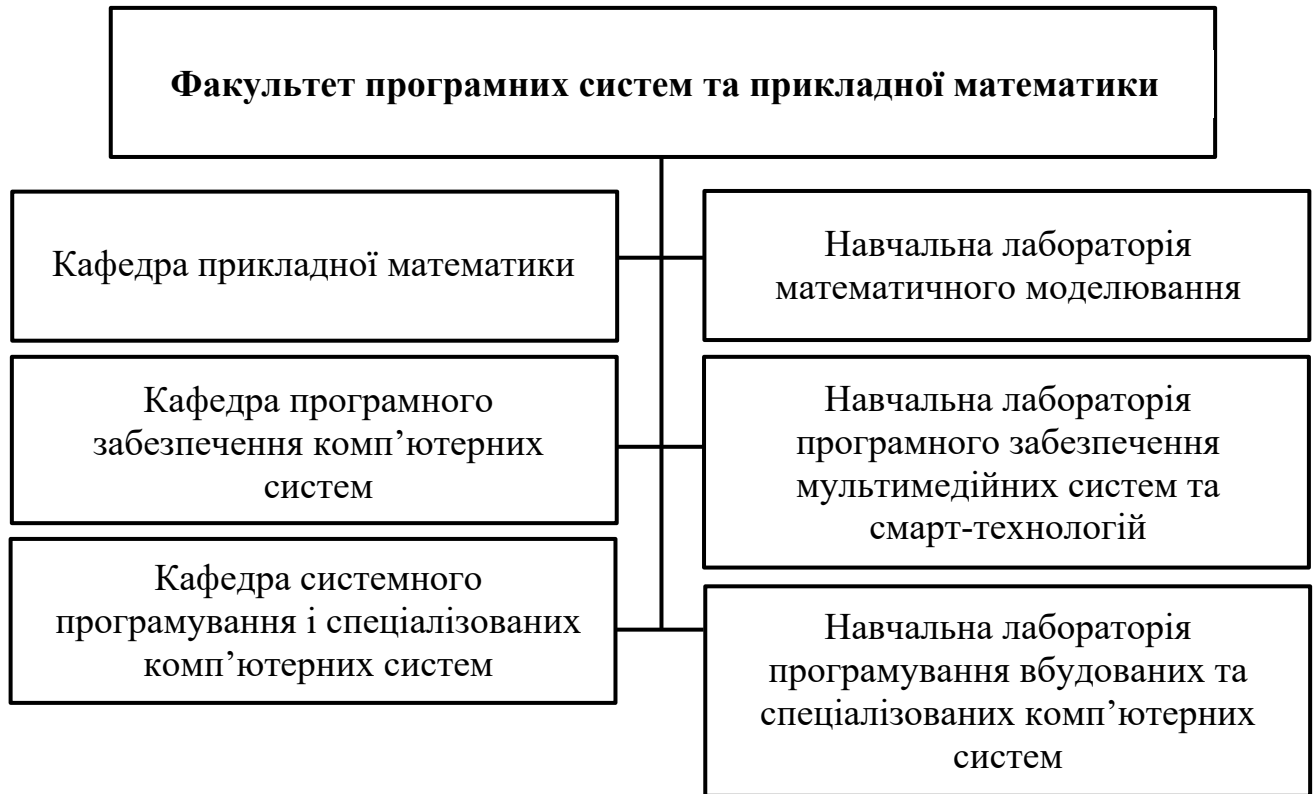 Факультет програмних систем та прикладної математики
Кафедра прикладної математики
Навчальна лабораторія
математичного моделювання
Кафедра програмного
забезпечення комп’ютерних
систем
Навчальна лабораторія
програмного забезпечення
мультимедійних систем та
смарт-технологій
Кафедра системного
програмування і спеціалізованих
комп’ютерних систем
Навчальна лабораторія
програмування вбудованих та
спеціалізованих комп’ютерних
систем